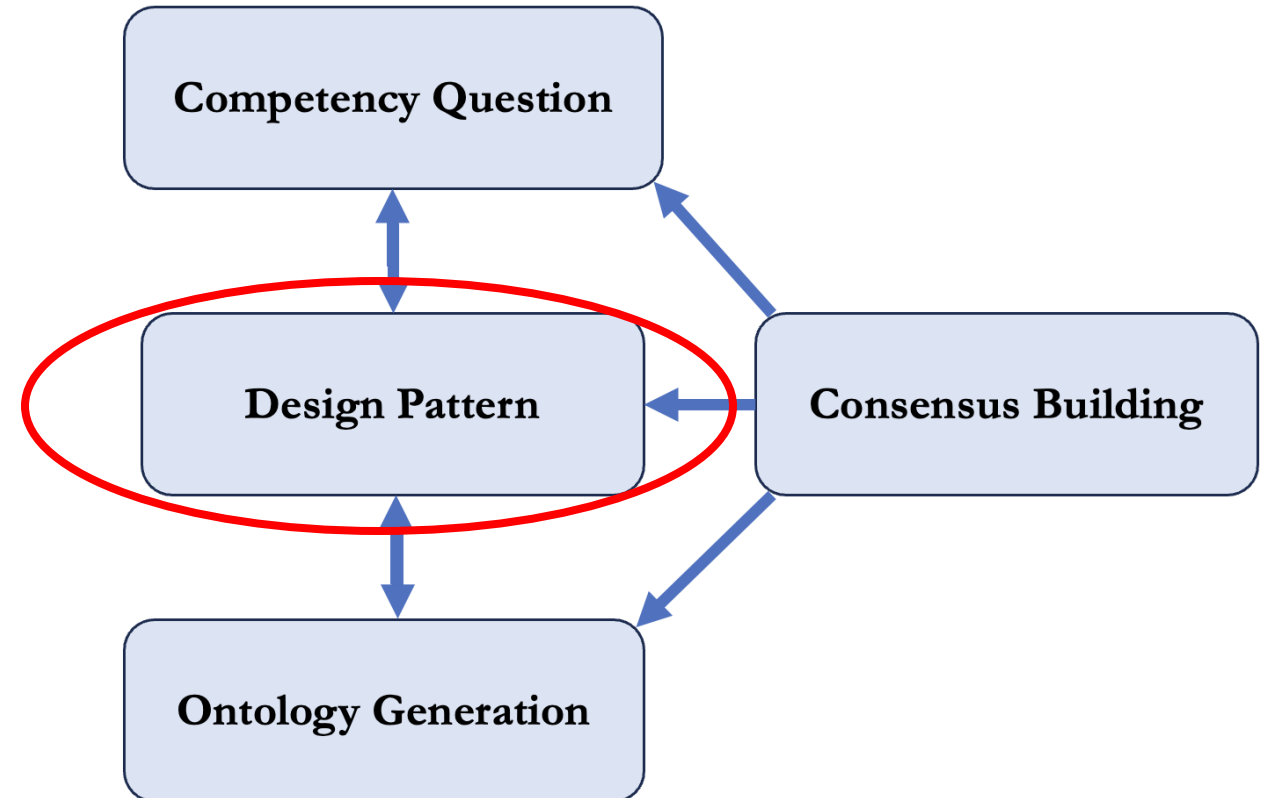 Competency Question
Design Pattern
Consensus Building
Ontology Generation